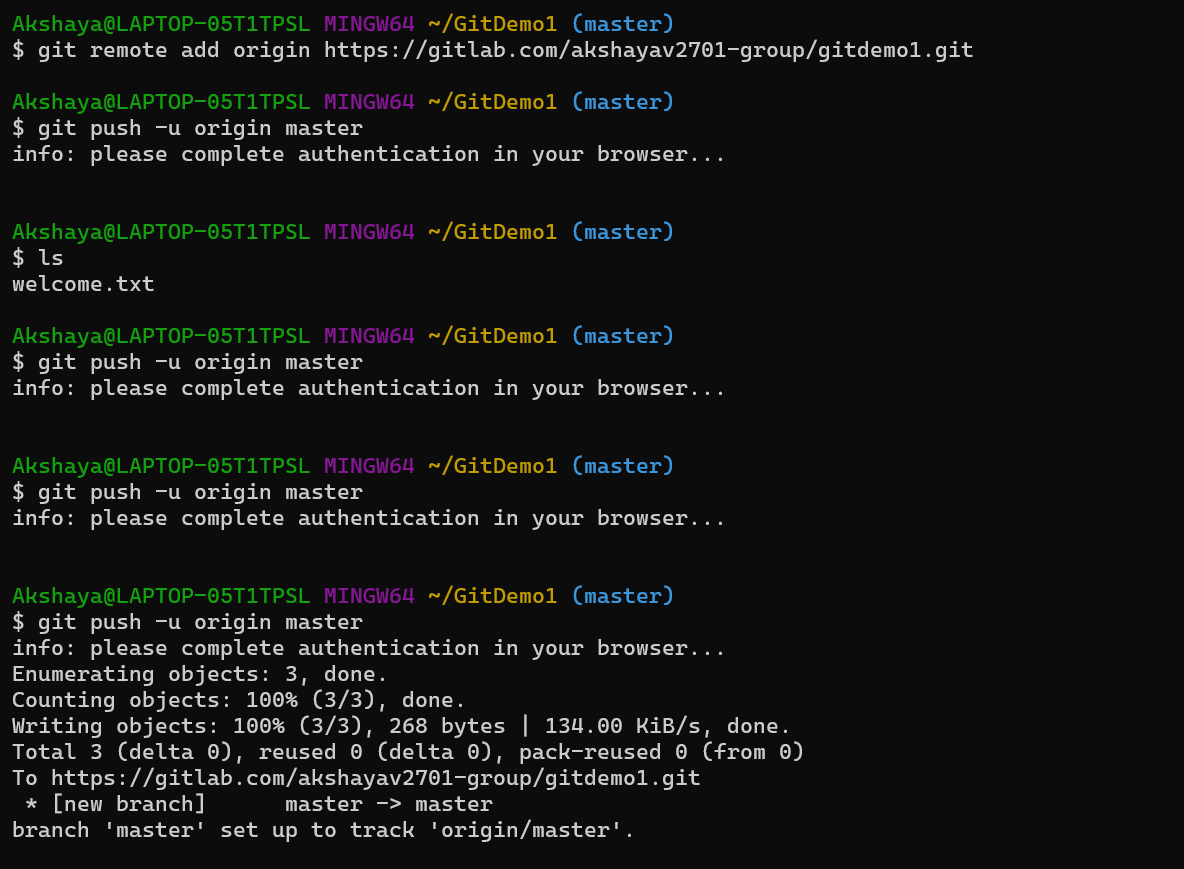 Akshaya@LAPTOP-05T1TPSL MINGW64 ~/GitDemo1 (master)
$ git remote add origin https://gitlab.com/akshayav2701-group/gitdemo1.git
Akshaya@LAPTOP-05T1TPSL MINGW64 ~/GitDemo1 (master)
$ git push -u origin master
info: please complete authentication in your browser...
Akshaya@LAPTOP-05T1TPSL MINGW64 ~/GitDemo1 (master)
$ ls
welcome.txt
Akshaya@LAPTOP-05T1TPSL MINGW64 ~/GitDemo1 (master)
$ git push -u origin master
info: please complete authentication in your browser...
Akshaya@LAPTOP-05T1TPSL MINGW64 ~/GitDemo1 (master)
$ git push -u origin master
info: please complete authentication in your browser...
Akshaya@LAPTOP-05T1TPSL MINGW64 ~/GitDemo1 (master)
$ git push -u origin master
info: please complete authentication in your browser...
Enumerating objects: 3, done.
Counting objects: 100% (3/3), done.
Writing objects: 100% (3/3), 268 bytes | 134.00 KiB/s, done.
Total 3 (delta 0), reused 0 (delta 0), pack-reused 0 (from 0)
To https://gitlab.com/akshayav2701-group/gitdemo1.git
 * [new branch]      master -> master
branch 'master' set up to track 'origin/master'.